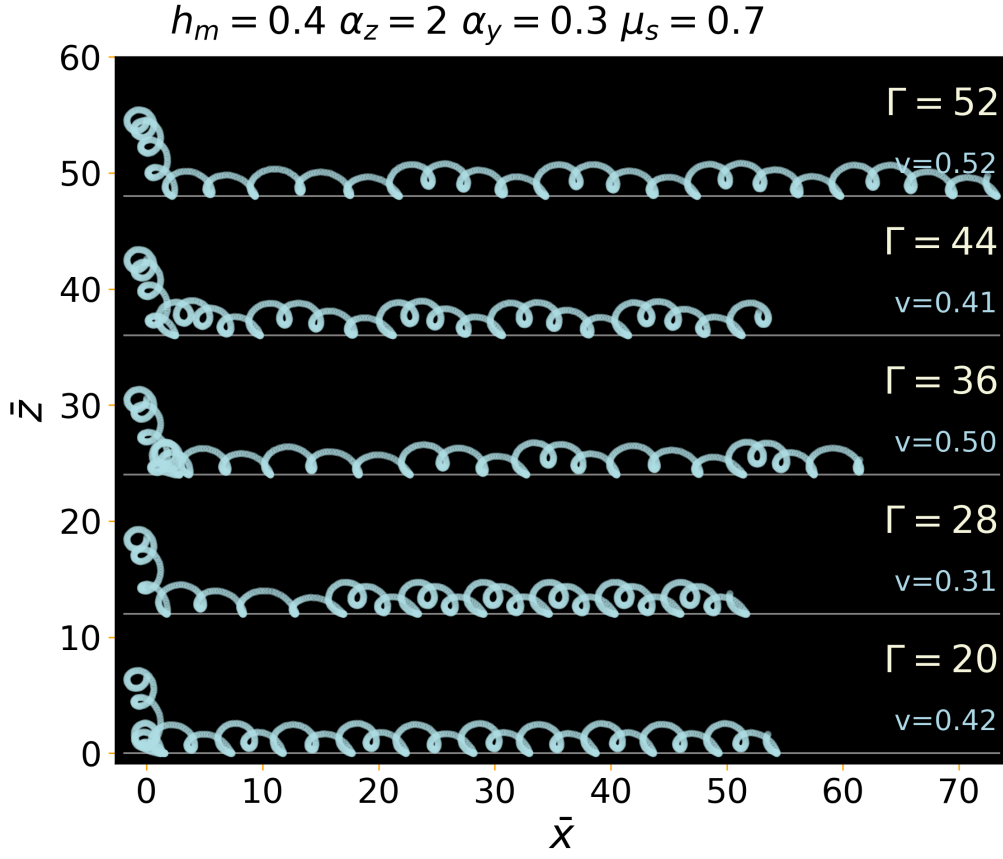 h_m = 0.4 α_z = 2 α_y = 0.3 μ_s = 0.7
60
Γ = 52
50
v=0.52
Γ = 44
40
v=0.41
Γ = 36
z̄
30
v=0.50
Γ = 28
20
v=0.31
10
Γ = 20
v=0.42
0
0 10 20 30 40 50 60 70
x̄